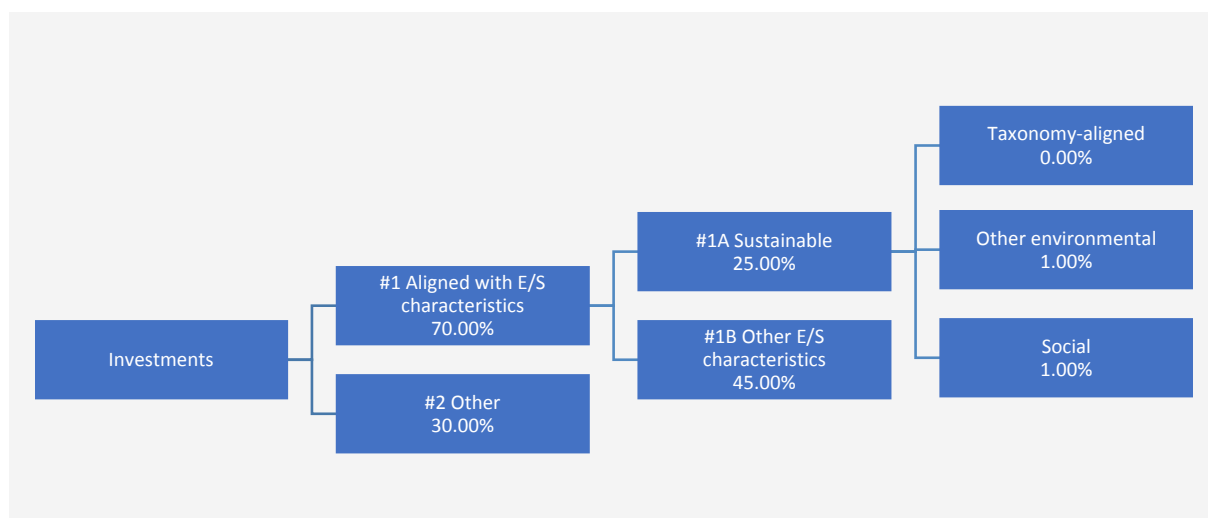 Investments
#1 Aligned with E/S
characteristics
70.00%
#2 Other
30.00%
#1A Sustainable
25.00%
#1B Other E/S
characteristics
45.00%
Taxonomy-aligned
0.00%
Other environmental
1.00%
Social
1.00%